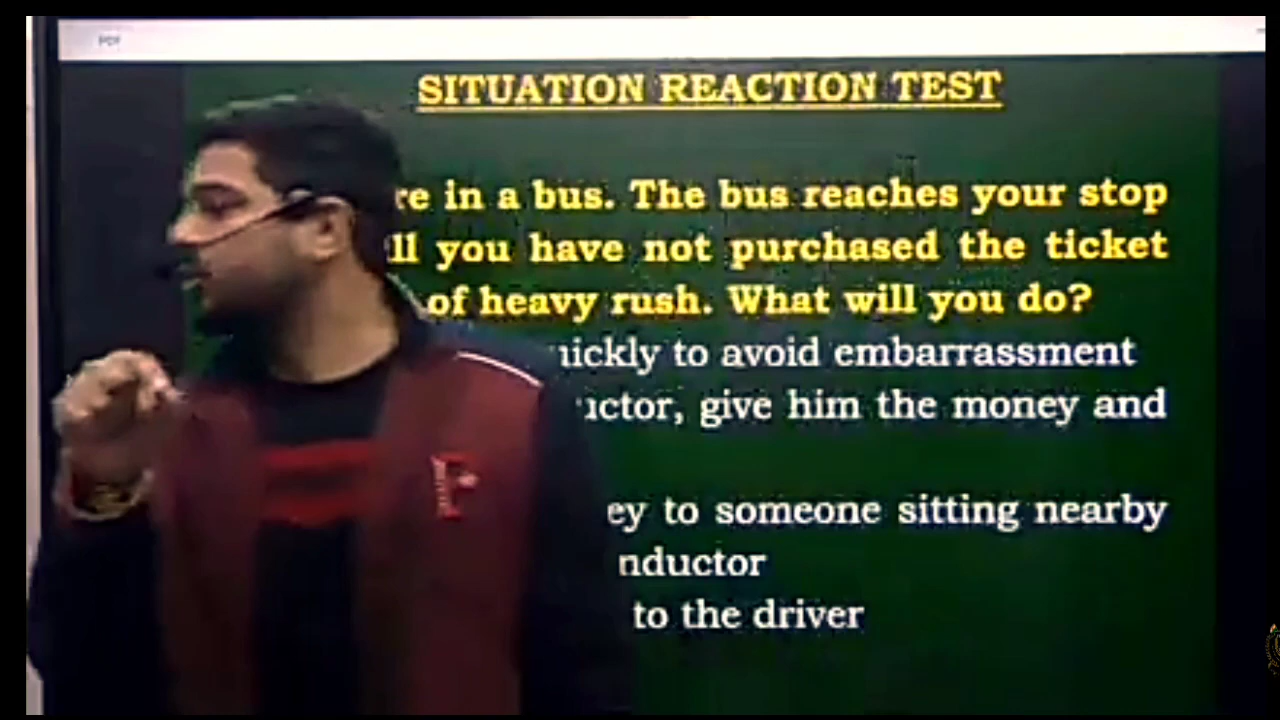 PDF
SITUATION REACTION TEST
re in a bus. The bus reaches your stop
ll you have not purchased the ticket
of heavy rush. What will you do?
uickly to avoid embarrassment
uctor, give him the money and
ey to someone sitting nearby
nductor
to the driver